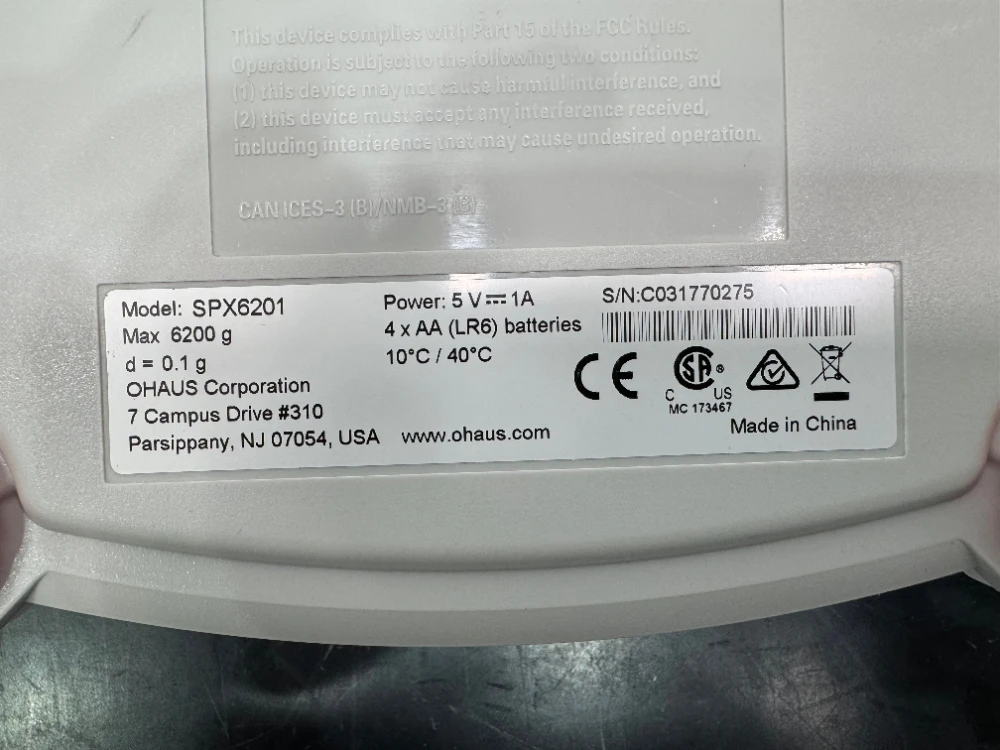 This device complies with Part 15 of the FCC Rules.
Operation is subject to the following two conditions:
(1) this device may not cause harmful interference, and
(2) this device must accept any interference received,
including interference that may cause undesired operation.
CAN ICES-3 (B)/NMB-3(B)
Model: SPX6201
Max 6200 g
d = 0.1 g
OHAUS Corporation
7 Campus Drive #310
Parsippany, NJ 07054, USA www.ohaus.com
Power: 5 V⎓1A
4 x AA (LR6) batteries
10°C / 40°C
S/N:C031770275
CE
SA®
C US
MC 173467
Made in China